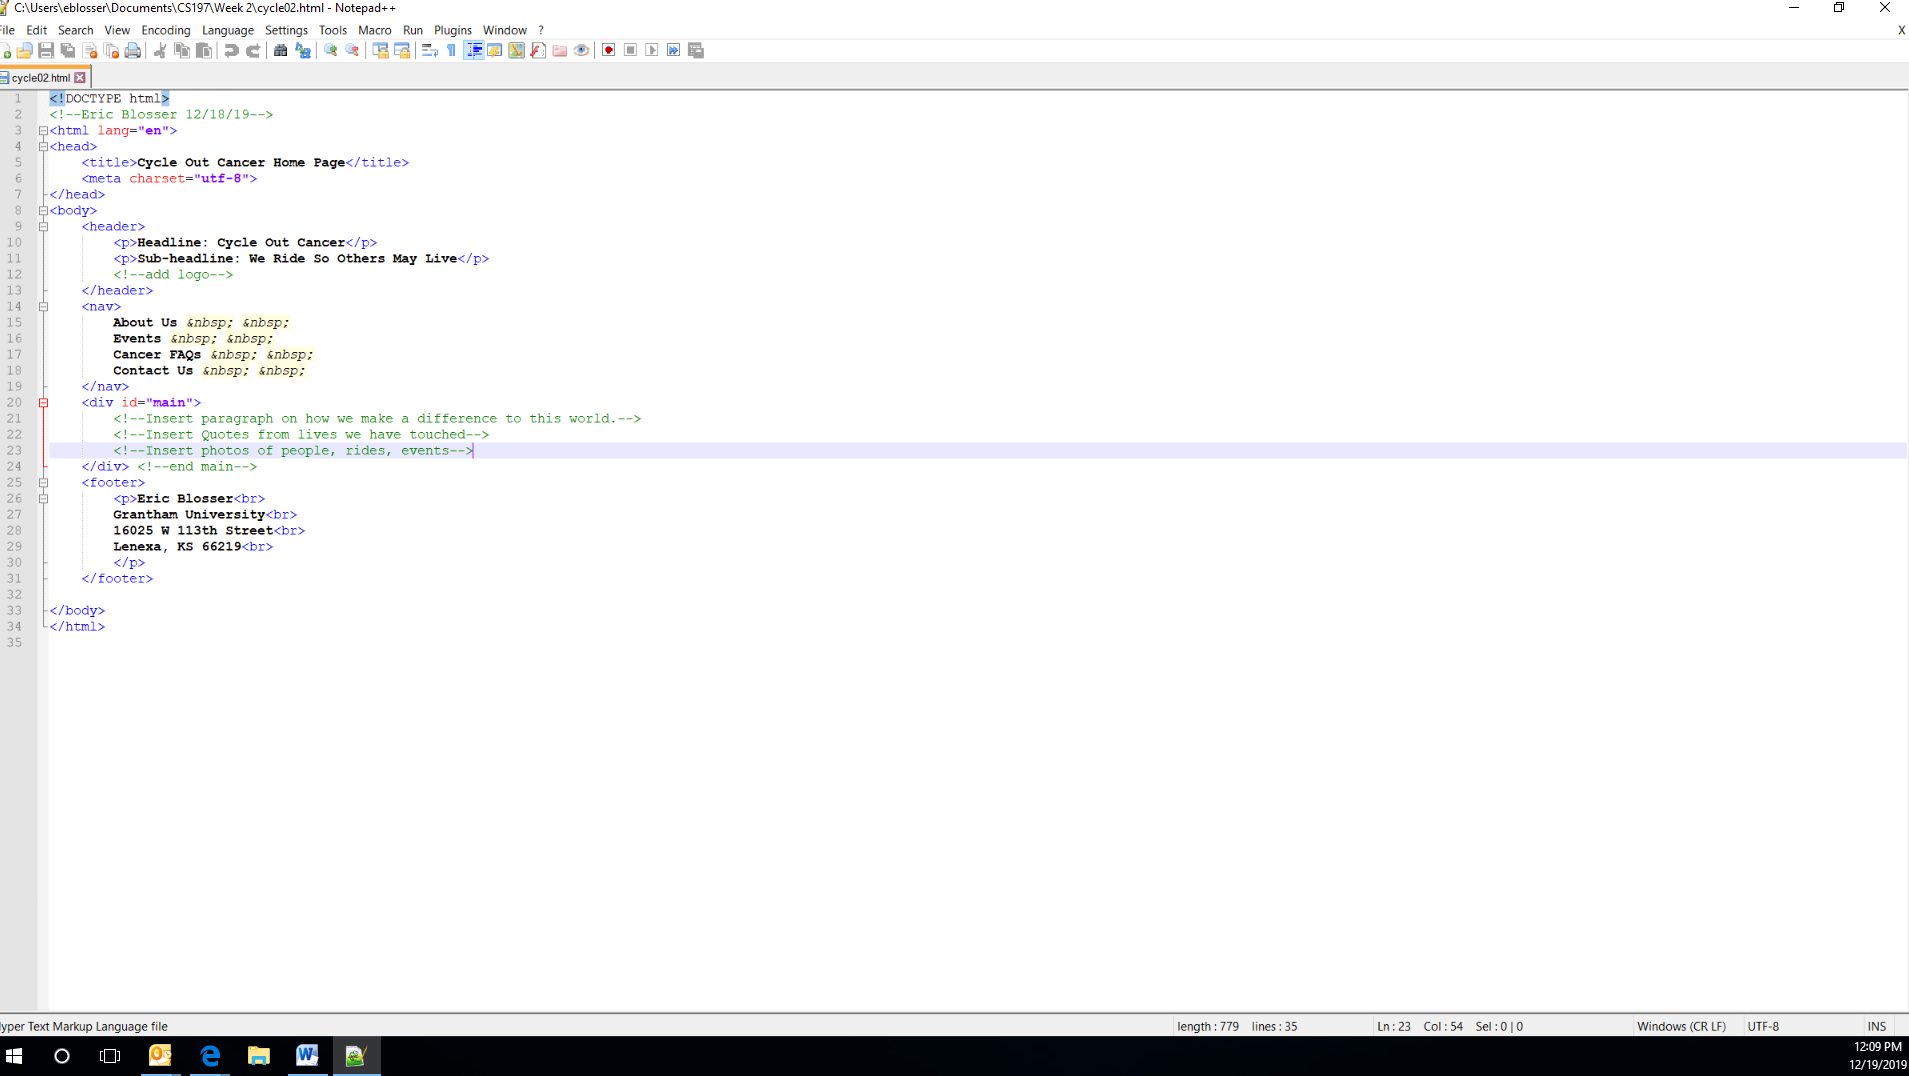 C:\Users\eblosser\Documents\CS197\Week 2\cycle02.html - Notepad++
ile Edit Search View Encoding Language Settings Tools Macro Run Plugins Window ? X
cycle02.html
1 <!DOCTYPE html>
2 <!--Eric Blosser 12/18/19-->
3 <html lang="en">
4 <head>
5 <title>Cycle Out Cancer Home Page</title>
6 <meta charset="utf-8">
7 </head>
8 <body>
9 <header>
10 <p>Headline: Cycle Out Cancer</p>
11 <p>Sub-headline: We Ride So Others May Live</p>
12 <!--add logo-->
13 </header>
14 <nav>
15 About Us &nbsp; &nbsp;
16 Events &nbsp; &nbsp;
17 Cancer FAQs &nbsp; &nbsp;
18 Contact Us &nbsp; &nbsp;
19 </nav>
20 <div id="main">
21 <!--Insert paragraph on how we make a difference to this world.-->
22 <!--Insert Quotes from lives we have touched-->
23 <!--Insert photos of people, rides, events-->
24 </div> <!--end main-->
25 <footer>
26 <p>Eric Blosser<br>
27 Grantham University<br>
28 16025 W 113th Street<br>
29 Lenexa, KS 66219<br>
30 </p>
31 </footer>
32
33 </body>
34 </html>
35
yper Text Markup Language file length : 779 lines : 35 Ln : 23 Col : 54 Sel : 0 | 0 Windows (CR LF) UTF-8 INS
12:09 PM
12/19/2019